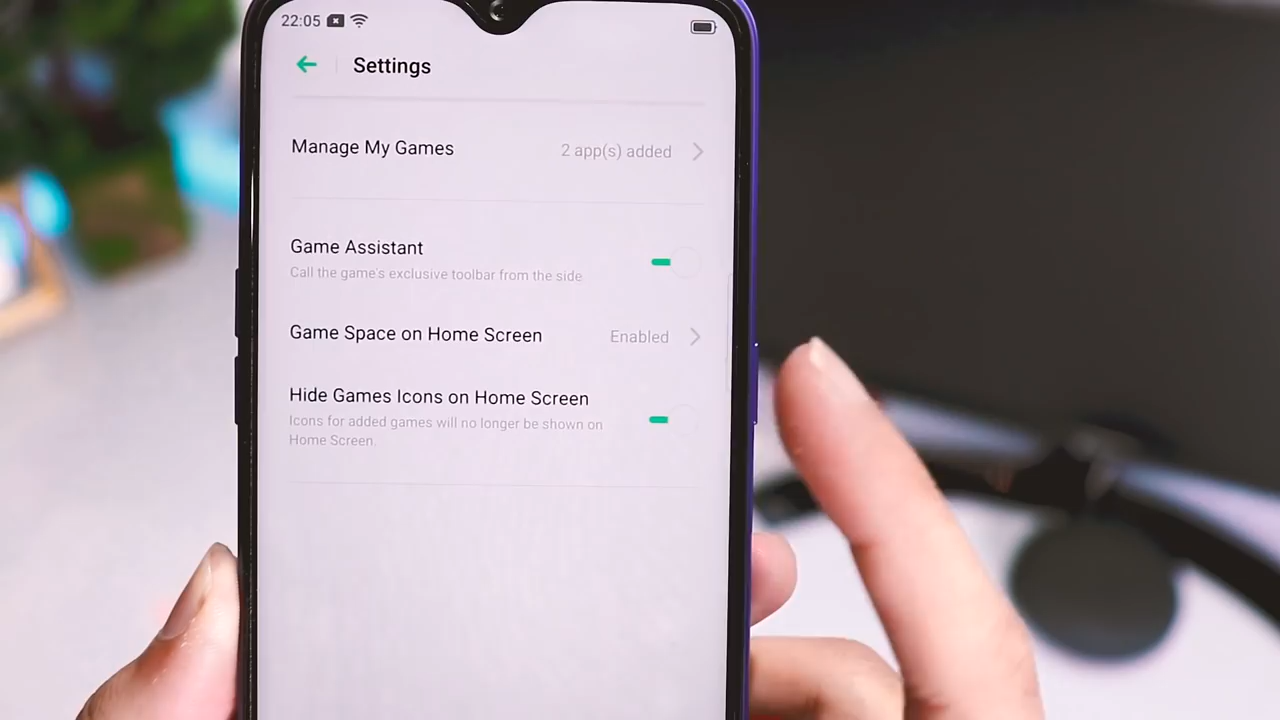 22:05
Settings
Manage My Games 2 app(s) added
Game Assistant
Call the game's exclusive toolbar from the side
Game Space on Home Screen Enabled
Hide Games Icons on Home Screen
Icons for added games will no longer be shown on
Home Screen.